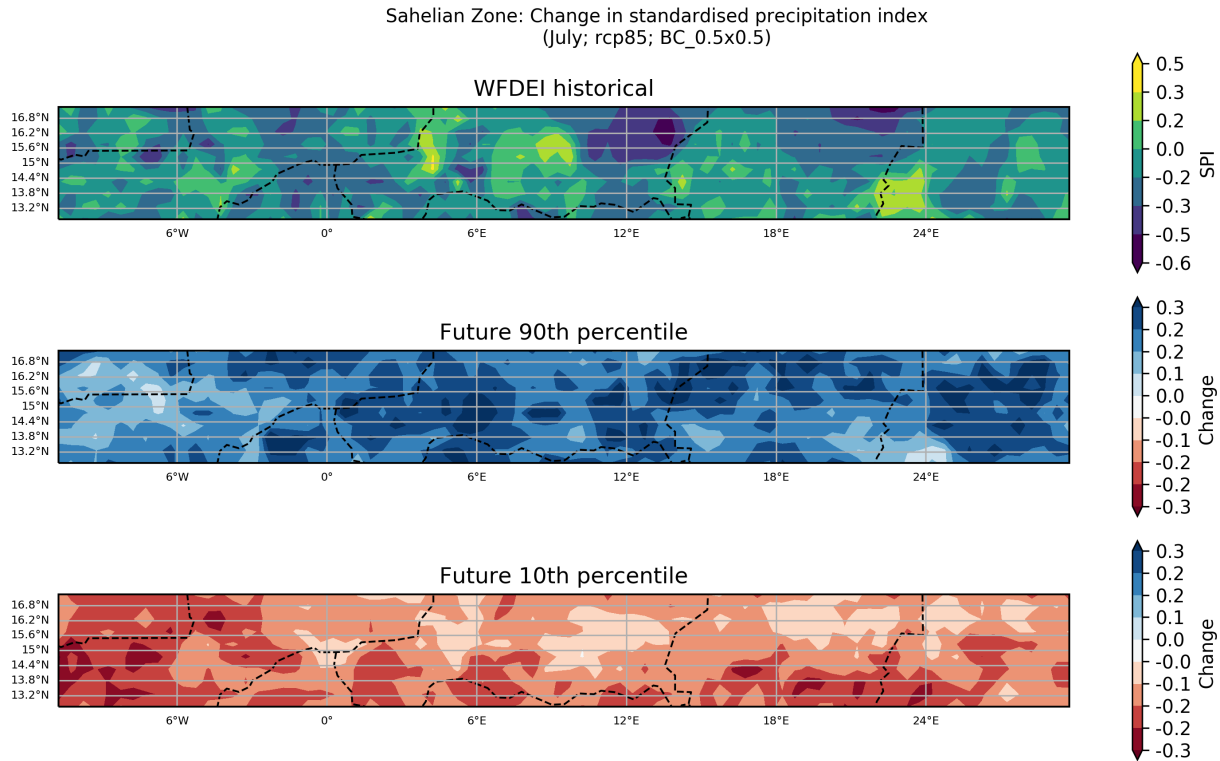 Sahelian Zone: Change in standardised precipitation index
(July; rcp85; BC_0.5x0.5)
WFDEI historical
16.8°N
16.2°N
15.6°N
15°N
14.4°N
13.8°N
13.2°N
6°W 0° 6°E 12°E 18°E 24°E
0.5
0.3
0.2
0.0
-0.2
-0.3
-0.5
-0.6
SPI
Future 90th percentile
16.8°N
16.2°N
15.6°N
15°N
14.4°N
13.8°N
13.2°N
6°W 0° 6°E 12°E 18°E 24°E
0.3
0.2
0.2
0.1
0.0
-0.0
-0.1
-0.2
-0.2
-0.3
Change
Future 10th percentile
16.8°N
16.2°N
15.6°N
15°N
14.4°N
13.8°N
13.2°N
6°W 0° 6°E 12°E 18°E 24°E
0.3
0.2
0.2
0.1
0.0
-0.0
-0.1
-0.2
-0.2
-0.3
Change